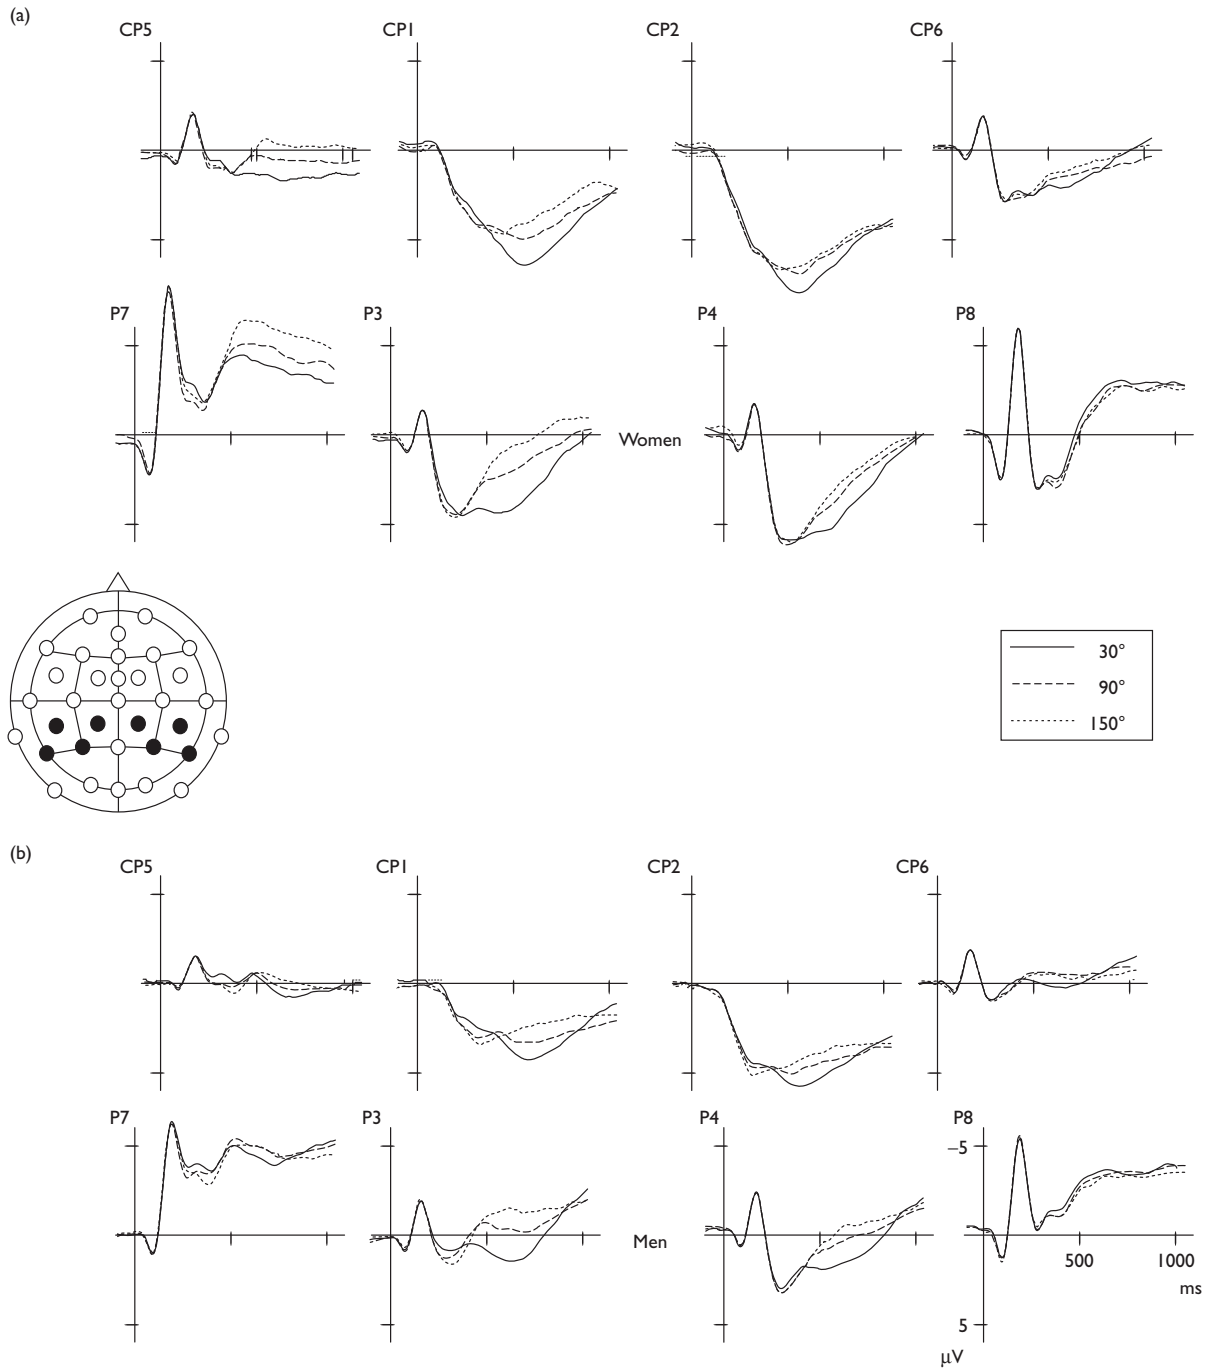 (a)
CP5 CP1 CP2 CP6
P7 P3 P4 P8
Women
30°
90°
150°
(b)
CP5 CP1 CP2 CP6
P7 P3 P4 P8
−5
Men
500 1000
ms
5
μV